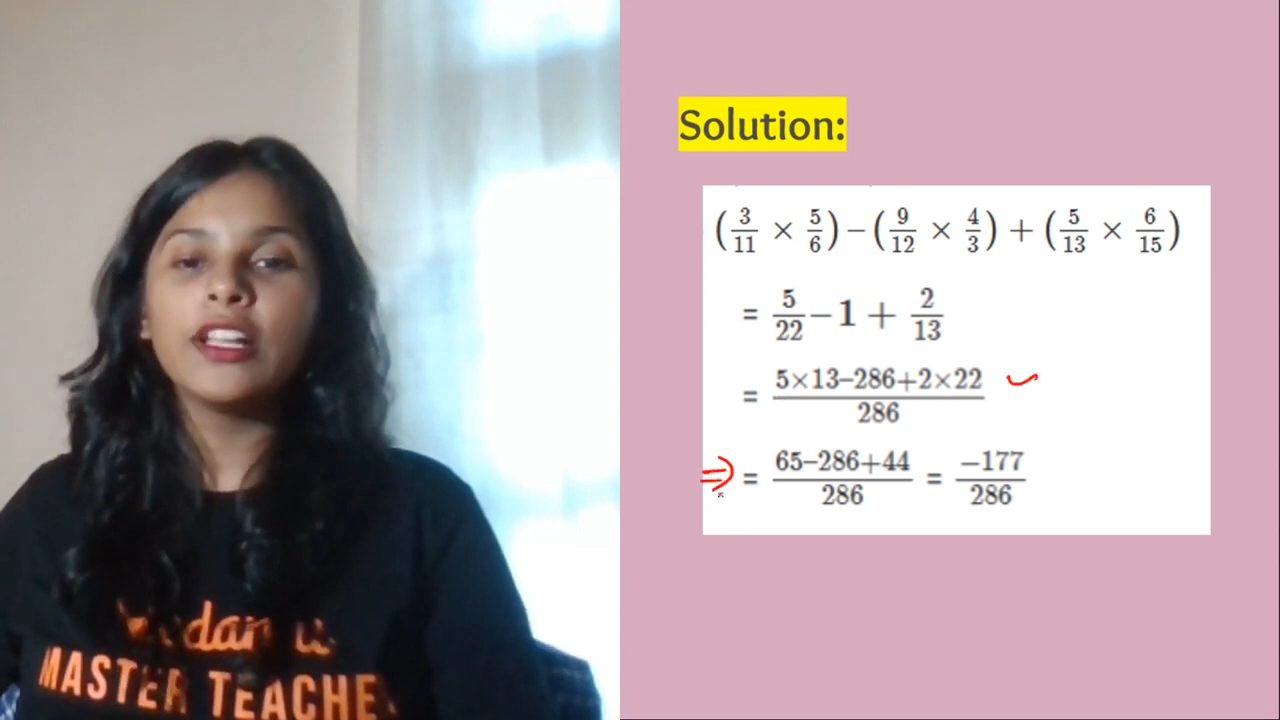 Solution:
(3/11 × 5/6) − (9/12 × 4/3) + (5/13 × 6/15)
= 5/22 − 1 + 2/13
= 5×13−286+2×22/286
⇒ = 65−286+44/286 = −177/286
MASTER TEACHE